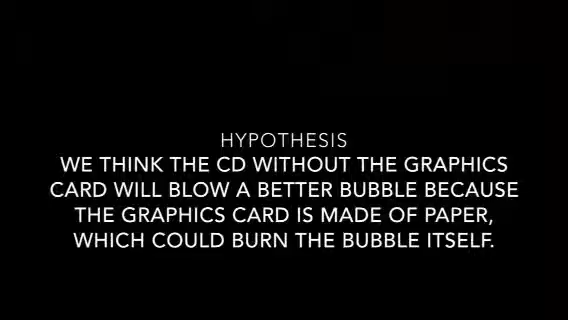 HYPOTHESIS
WE THINK THE CD WITHOUT THE GRAPHICS
CARD WILL BLOW A BETTER BUBBLE BECAUSE
THE GRAPHICS CARD IS MADE OF PAPER,
WHICH COULD BURN THE BUBBLE ITSELF.